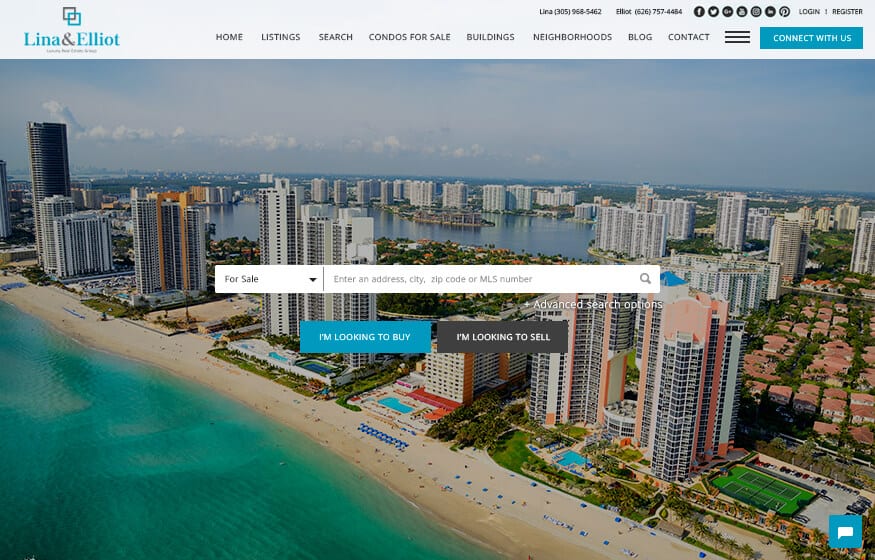 Lina (305) 968-5462 Elliot (626) 757-4484 LOGIN | REGISTER
Lina&Elliot
Luxury Real Estate Group
HOME LISTINGS SEARCH CONDOS FOR SALE BUILDINGS NEIGHBORHOODS BLOG CONTACT CONNECT WITH US
For Sale Enter an address, city, zip code or MLS number
+ Advanced search options
I'M LOOKING TO BUY I'M LOOKING TO SELL